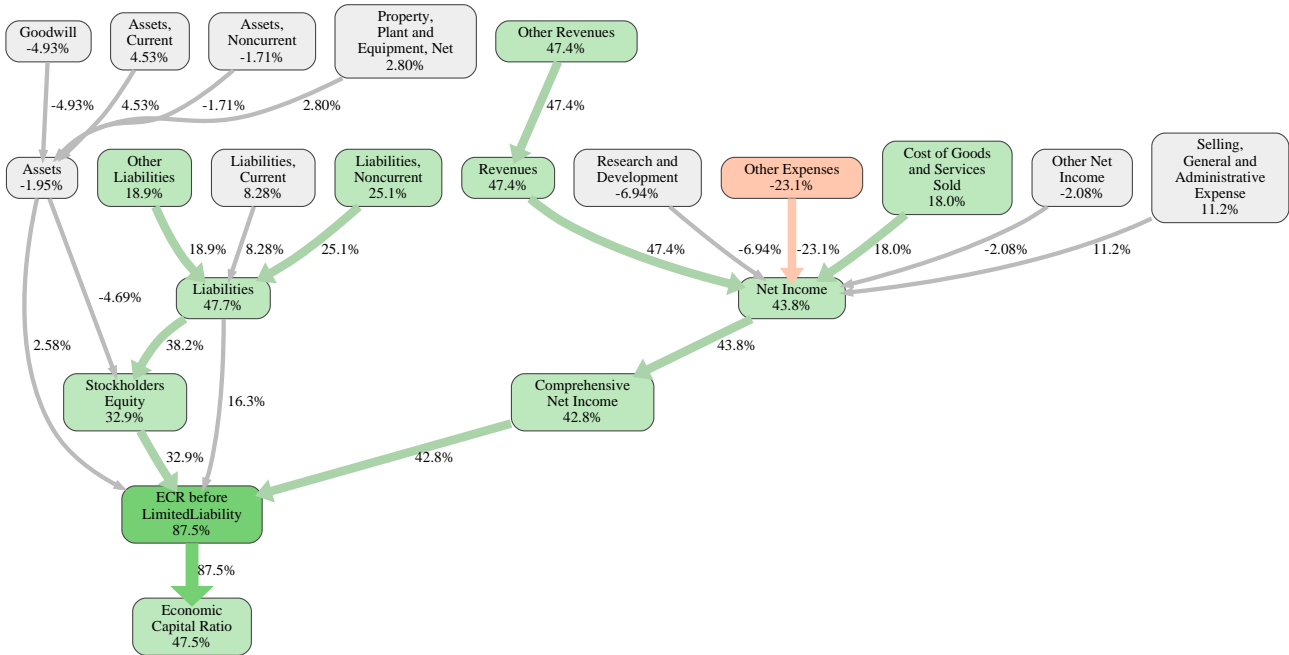 Goodwill
-4.93%
Assets,
Current
4.53%
Assets,
Noncurrent
-1.71%
Property,
Plant and
Equipment, Net
2.80%
Other Revenues
47.4%
-4.93%
4.53%
-1.71%
2.80%
47.4%
Assets
-1.95%
Other
Liabilities
18.9%
Liabilities,
Current
8.28%
Liabilities,
Noncurrent
25.1%
Revenues
47.4%
Research and
Development
-6.94%
Other Expenses
-23.1%
Cost of Goods
and Services
Sold
18.0%
Other Net
Income
-2.08%
Selling,
General and
Administrative
Expense
11.2%
18.9%
8.28%
25.1%
47.4%
-6.94%
-23.1%
18.0%
-2.08%
11.2%
-4.69%
Liabilities
47.7%
Net Income
43.8%
2.58%
38.2%
43.8%
16.3%
Stockholders
Equity
32.9%
Comprehensive
Net Income
42.8%
32.9%
42.8%
ECR before
LimitedLiability
87.5%
87.5%
Economic
Capital Ratio
47.5%